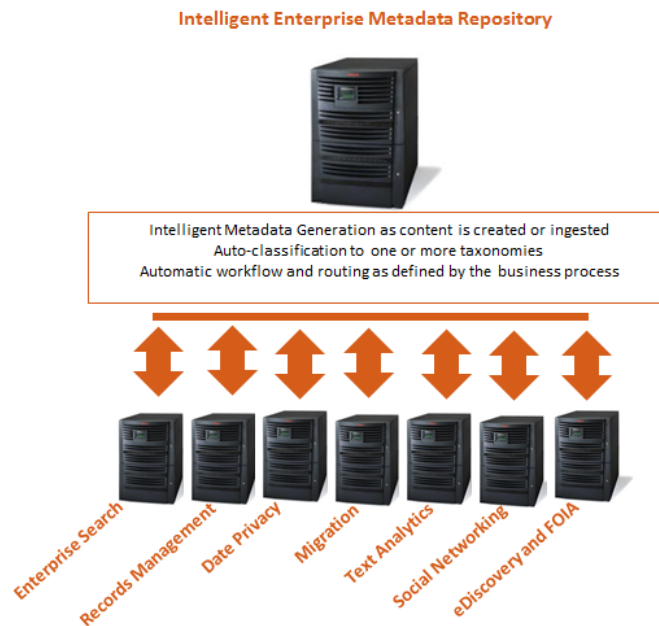 Intelligent Enterprise Metadata Repository
Intelligent Metadata Generation as content is created or ingested
Auto-classification to one or more taxonomies
Automatic workflow and routing as defined by the business process
Enterprise Search
Records Management
Date Privacy
Migration
Text Analytics
Social Networking
eDiscovery and FOIA